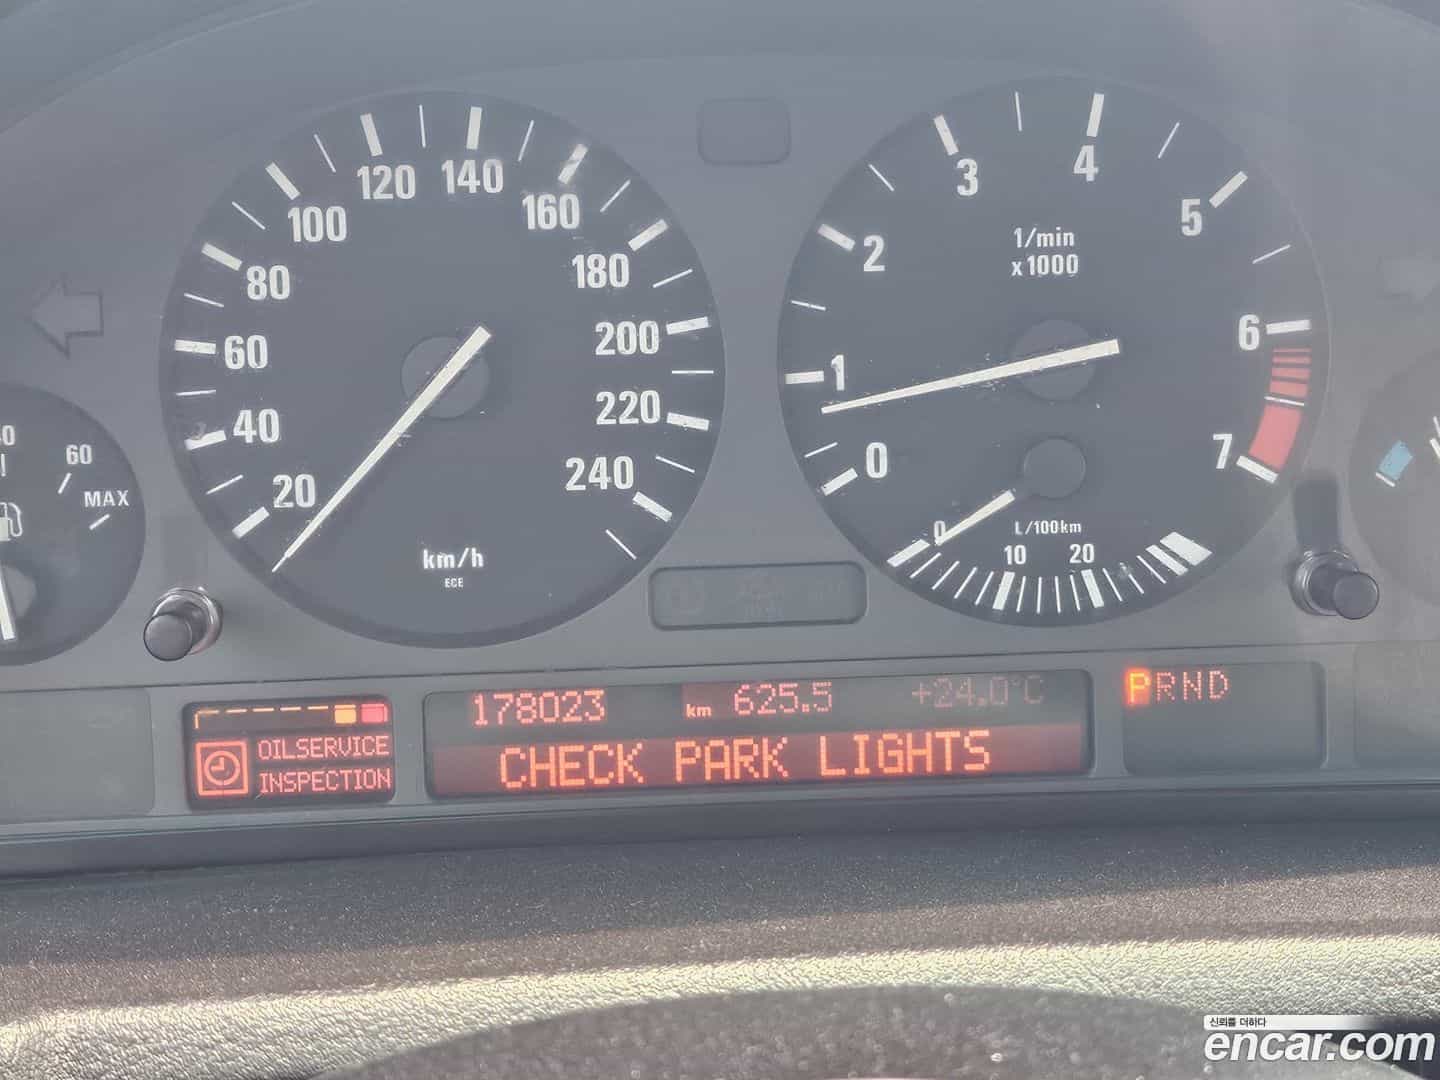 20
40
60
80
100
120
140
160
180
200
220
240
km/h
ECE
0
1
2
3
4
5
6
7
1/min
x1000
0
10
20
L/100km
60
MAX
OILSERVICE
INSPECTION
178023 km 625.5 +24.0°C
CHECK PARK LIGHTS
PRND
신뢰를 더하다
encar.com